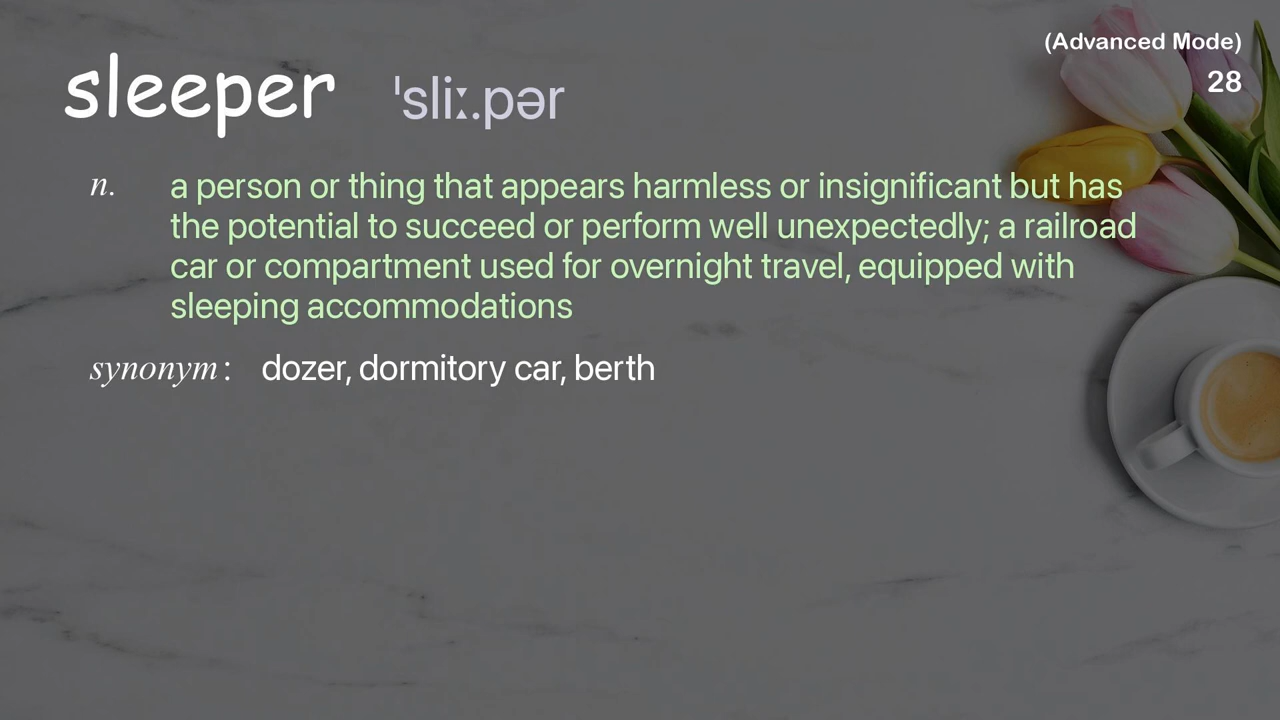 (Advanced Mode)
28
sleeper ˈsliː.pər
n. a person or thing that appears harmless or insignificant but has
the potential to succeed or perform well unexpectedly; a railroad
car or compartment used for overnight travel, equipped with
sleeping accommodations
synonym: dozer, dormitory car, berth